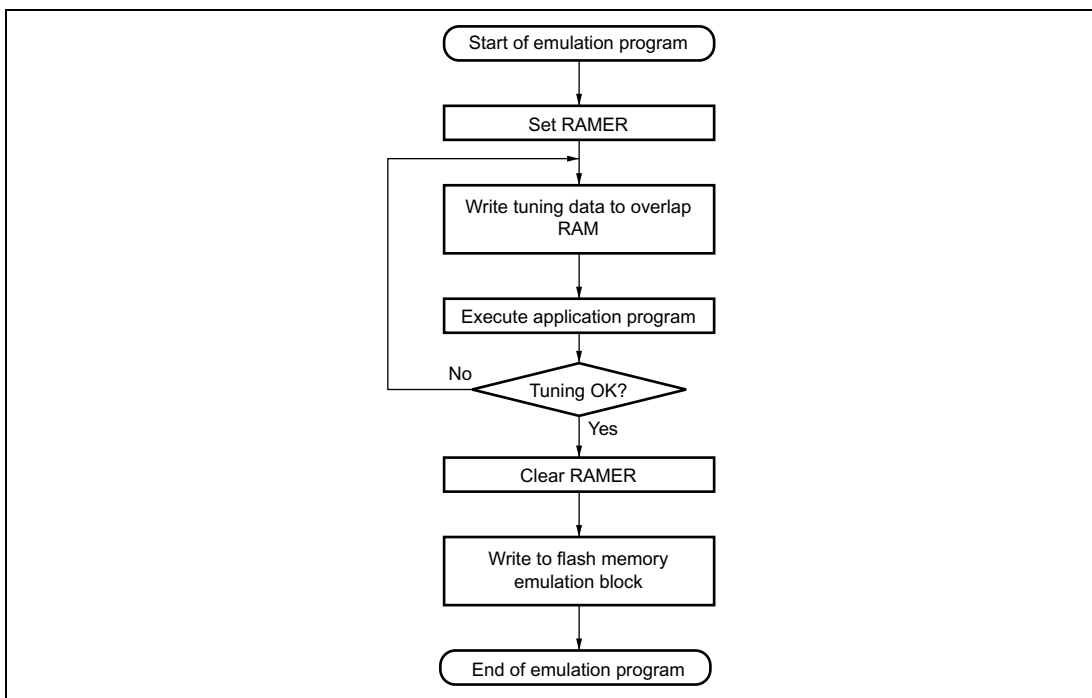 Start of emulation program
Set RAMER
Write tuning data to overlap
RAM
Execute application program
No
Tuning OK?
Yes
Clear RAMER
Write to flash memory
emulation block
End of emulation program